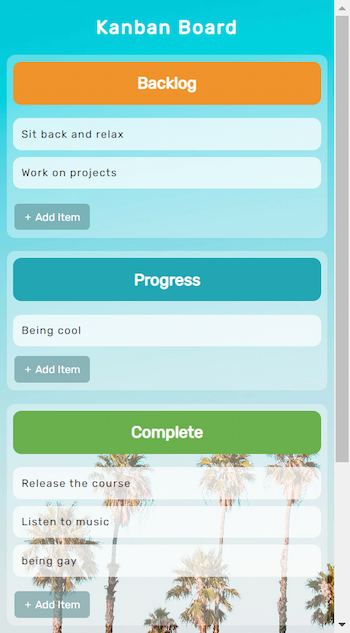 Kanban Board
Backlog
Sit back and relax
Work on projects
+ Add Item
Progress
Being cool
+ Add Item
Complete
Release the course
Listen to music
being gay
+ Add Item